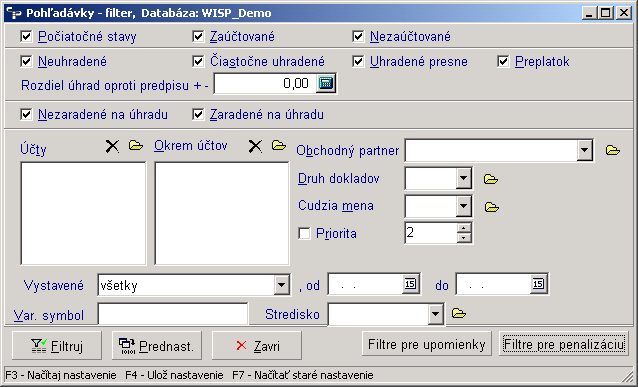 Pohľadávky - filter, Databáza: WISP_Demo
Počiatočné stavy Zaúčtované Nezaúčtované
Neuhradené Čiastočne uhradené Uhradené presne Preplatok
Rozdiel úhrad oproti predpisu + - 0,00
Nezaradené na úhradu Zaradené na úhradu
Účty Okrem účtov Obchodný partner
Druh dokladov
Cudzia mena
Priorita 2
Vystavené všetky , od . . 15 do . . 15
Var. symbol Stredisko
Filtruj Prednast. Zavri Filtre pre upomienky Filtre pre penalizáciu
F3 - Načítaj nastavenie F4 - Ulož nastavenie F7 - Načítať staré nastavenie